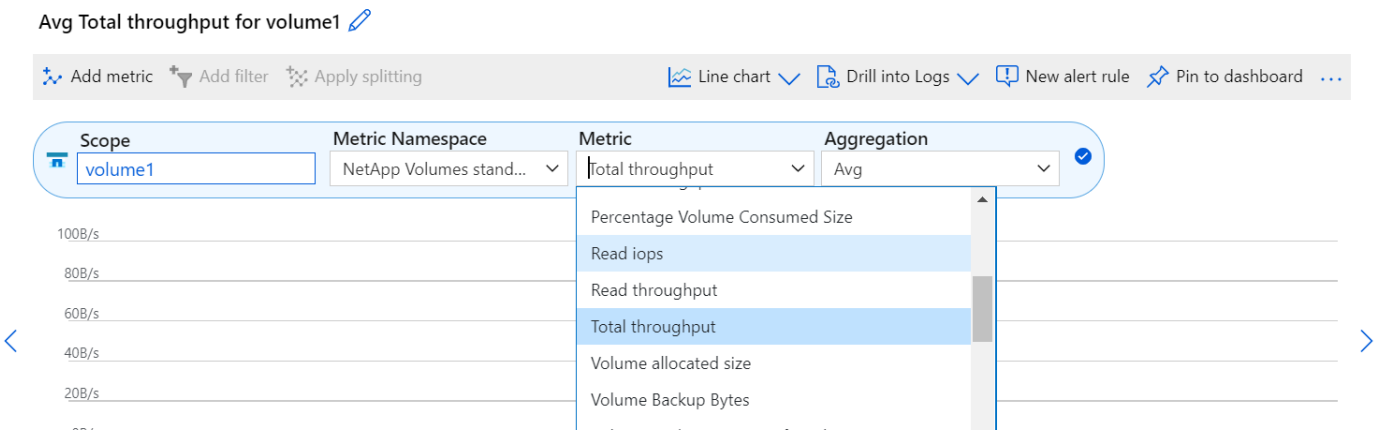 Avg Total throughput for volume1
Add metric Add filter Apply splitting Line chart Drill into Logs New alert rule Pin to dashboard ...
Scope Metric Namespace Metric Aggregation
volume1 NetApp Volumes stand... Total throughput Avg
Percentage Volume Consumed Size
100B/s
Read iops
80B/s
Read throughput
60B/s
Total throughput
40B/s
Volume allocated size
20B/s
Volume Backup Bytes